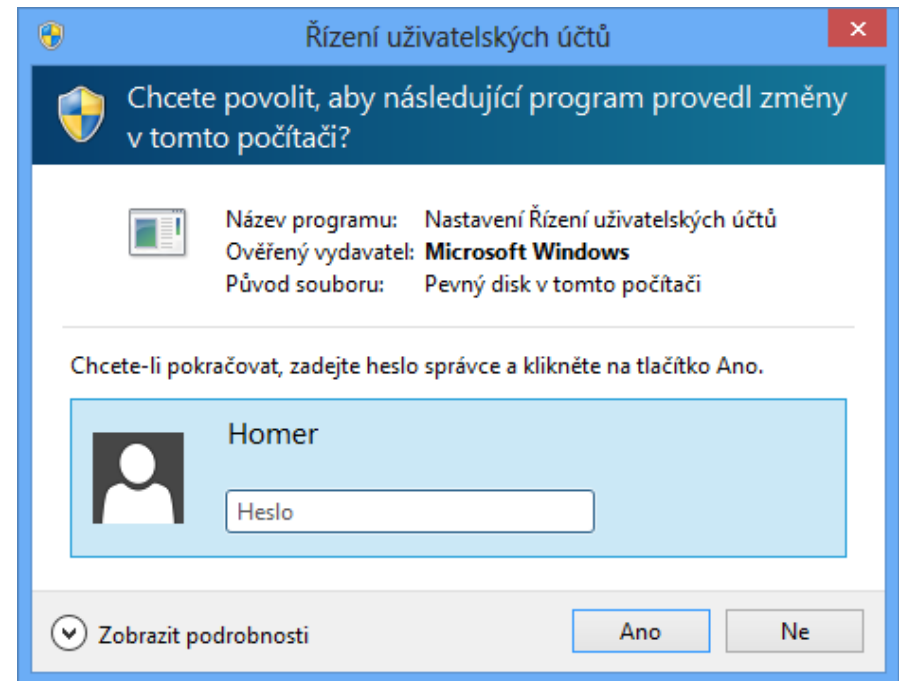 Řízení uživatelských účtů
Chcete povolit, aby následující program provedl změny
v tomto počítači?
Název programu: Nastavení Řízení uživatelských účtů
Ověřený vydavatel: Microsoft Windows
Původ souboru: Pevný disk v tomto počítači
Chcete-li pokračovat, zadejte heslo správce a klikněte na tlačítko Ano.
Homer
Heslo
Zobrazit podrobnosti Ano Ne